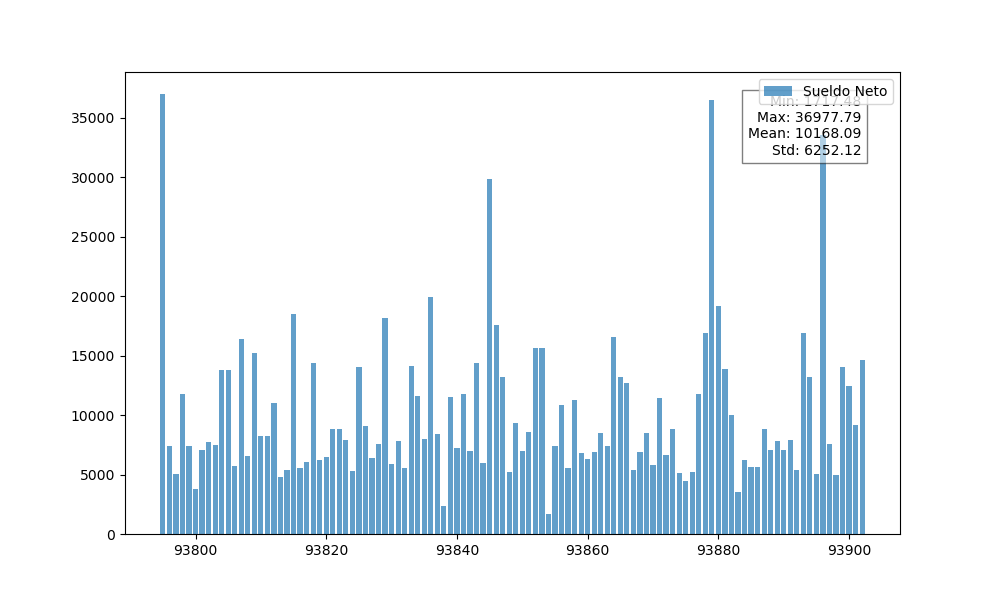 Sueldo Neto
Min: 1717.48
Max: 36977.79
Mean: 10168.09
Std: 6252.12
35000
30000
25000
20000
15000
10000
5000
0
93800 93820 93840 93860 93880 93900